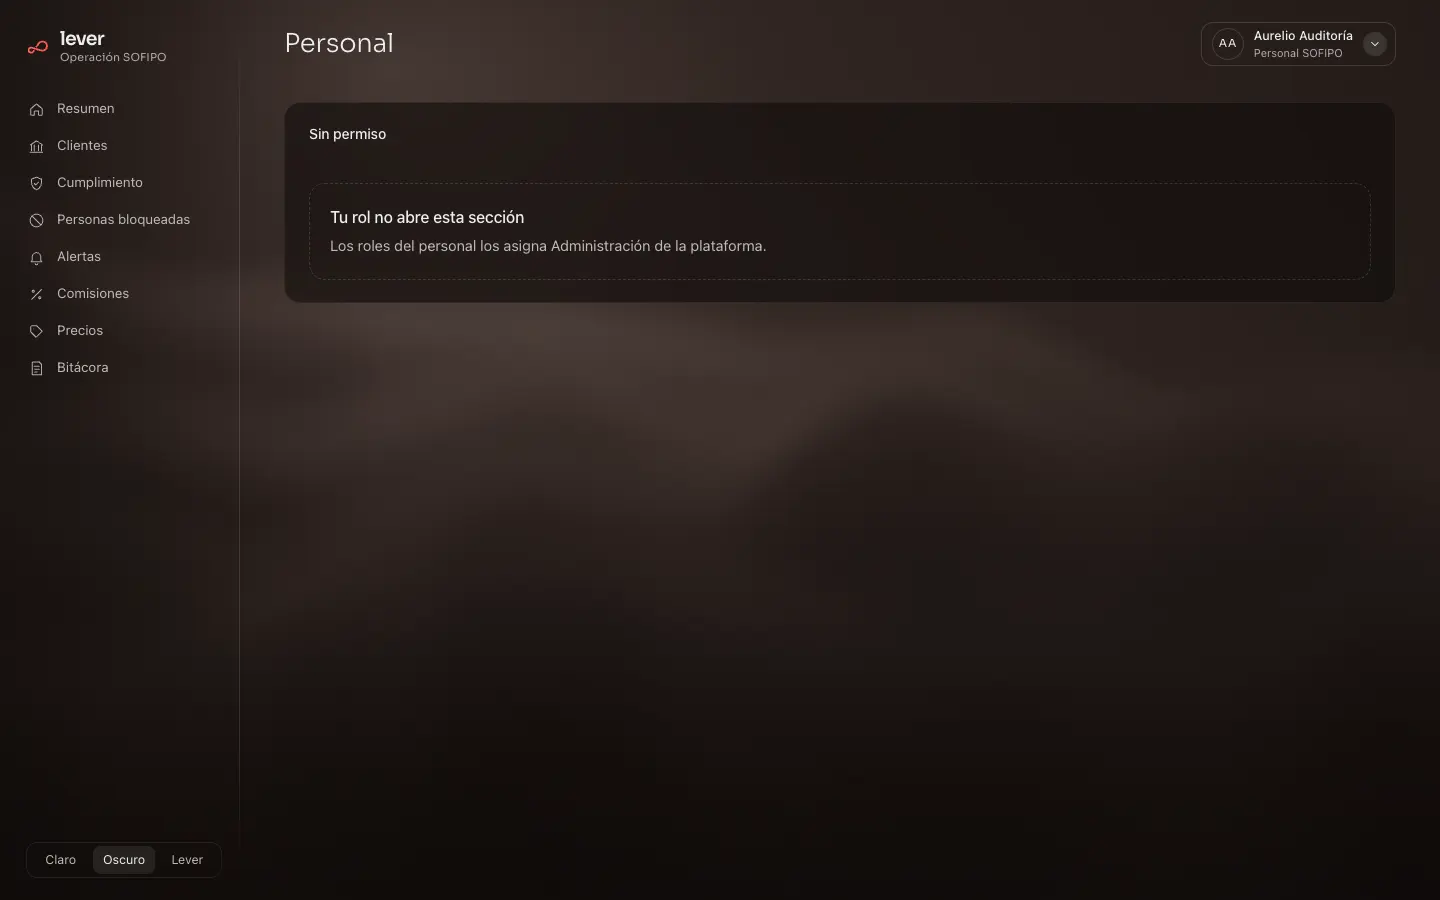 lever
Operación SOFIPO
Resumen
Clientes
Cumplimiento
Personas bloqueadas
Alertas
Comisiones
Precios
Bitácora
Claro
Oscuro
Lever
Personal
AA
Aurelio Auditoría
Personal SOFIPO
Sin permiso
Tu rol no abre esta sección
Los roles del personal los asigna Administración de la plataforma.